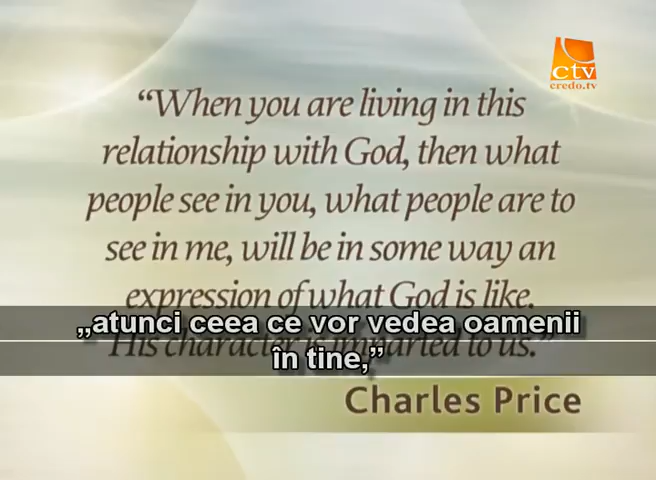 ctv
credo.tv
“When you are living in this
relationship with God, then what
people see in you, what people are to
see in me, will be in some way an
expression of what God is like.
His character is imparted to us.”
„atunci ceea ce vor vedea oamenii
în tine,”
Charles Price